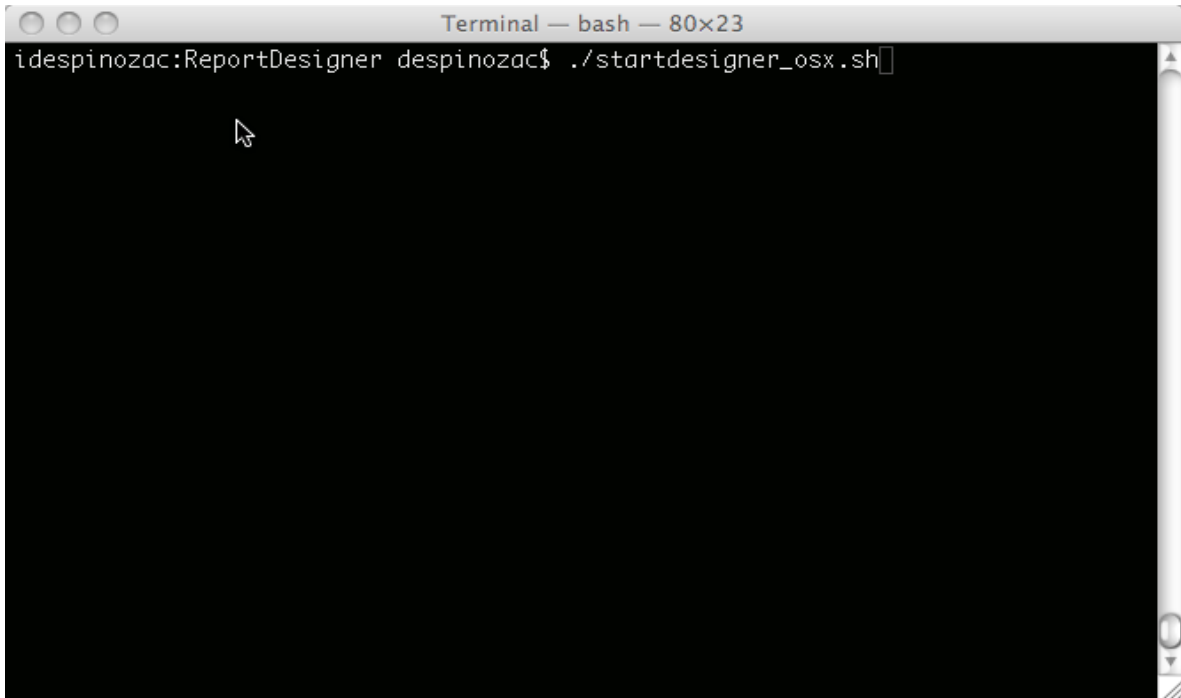 Terminal — bash — 80×23
idespinozac:ReportDesigner despinozac$ ./startdesigner_osx.sh